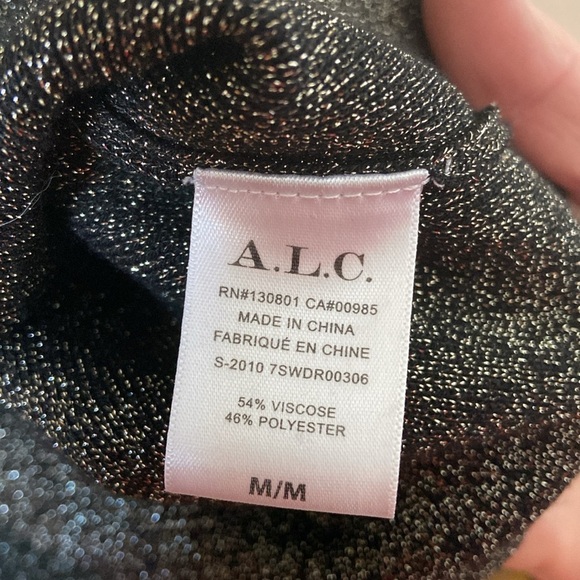 A.L.C.
RN#130801 CA#00985
MADE IN CHINA
FABRIQUÉ EN CHINE
S-2010 7SWDR00306
54% VISCOSE
46% POLYESTER
M/M